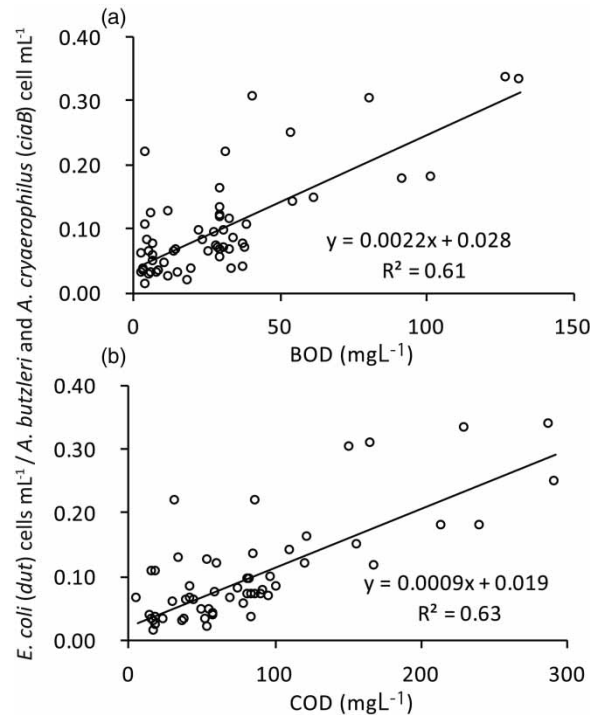 E. coli (dut) cells mL⁻¹ / A. butzleri and A. cryaerophilus (ciaB) cell mL⁻¹
(a)
0.40
0.30
0.20
0.10
0.00
y = 0.0022x + 0.028
R² = 0.61
0 50 100 150
BOD (mgL⁻¹)
(b)
0.40
0.30
0.20
0.10
0.00
y = 0.0009x + 0.019
R² = 0.63
0 100 200 300
COD (mgL⁻¹)